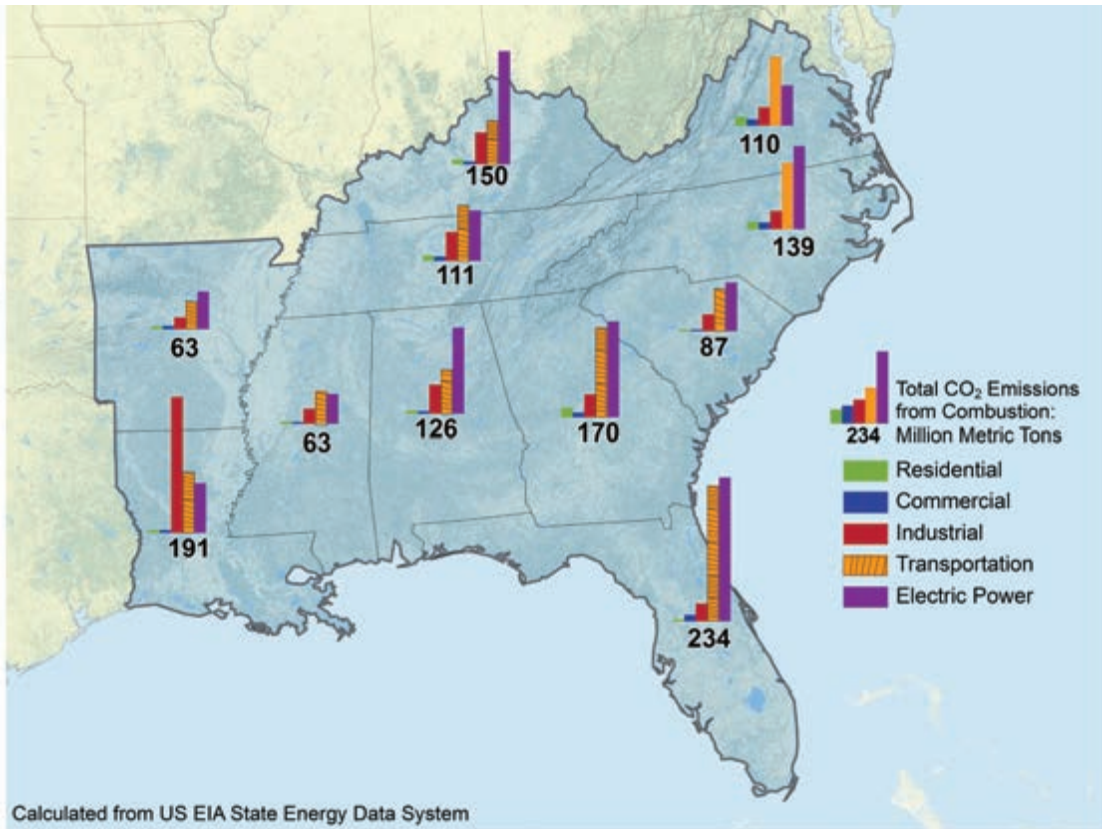 150
110
139
111
63
87
63
126
170
191
234
Total CO₂ Emissions
from Combustion:
234 Million Metric Tons
Residential
Commercial
Industrial
Transportation
Electric Power
Calculated from US EIA State Energy Data System